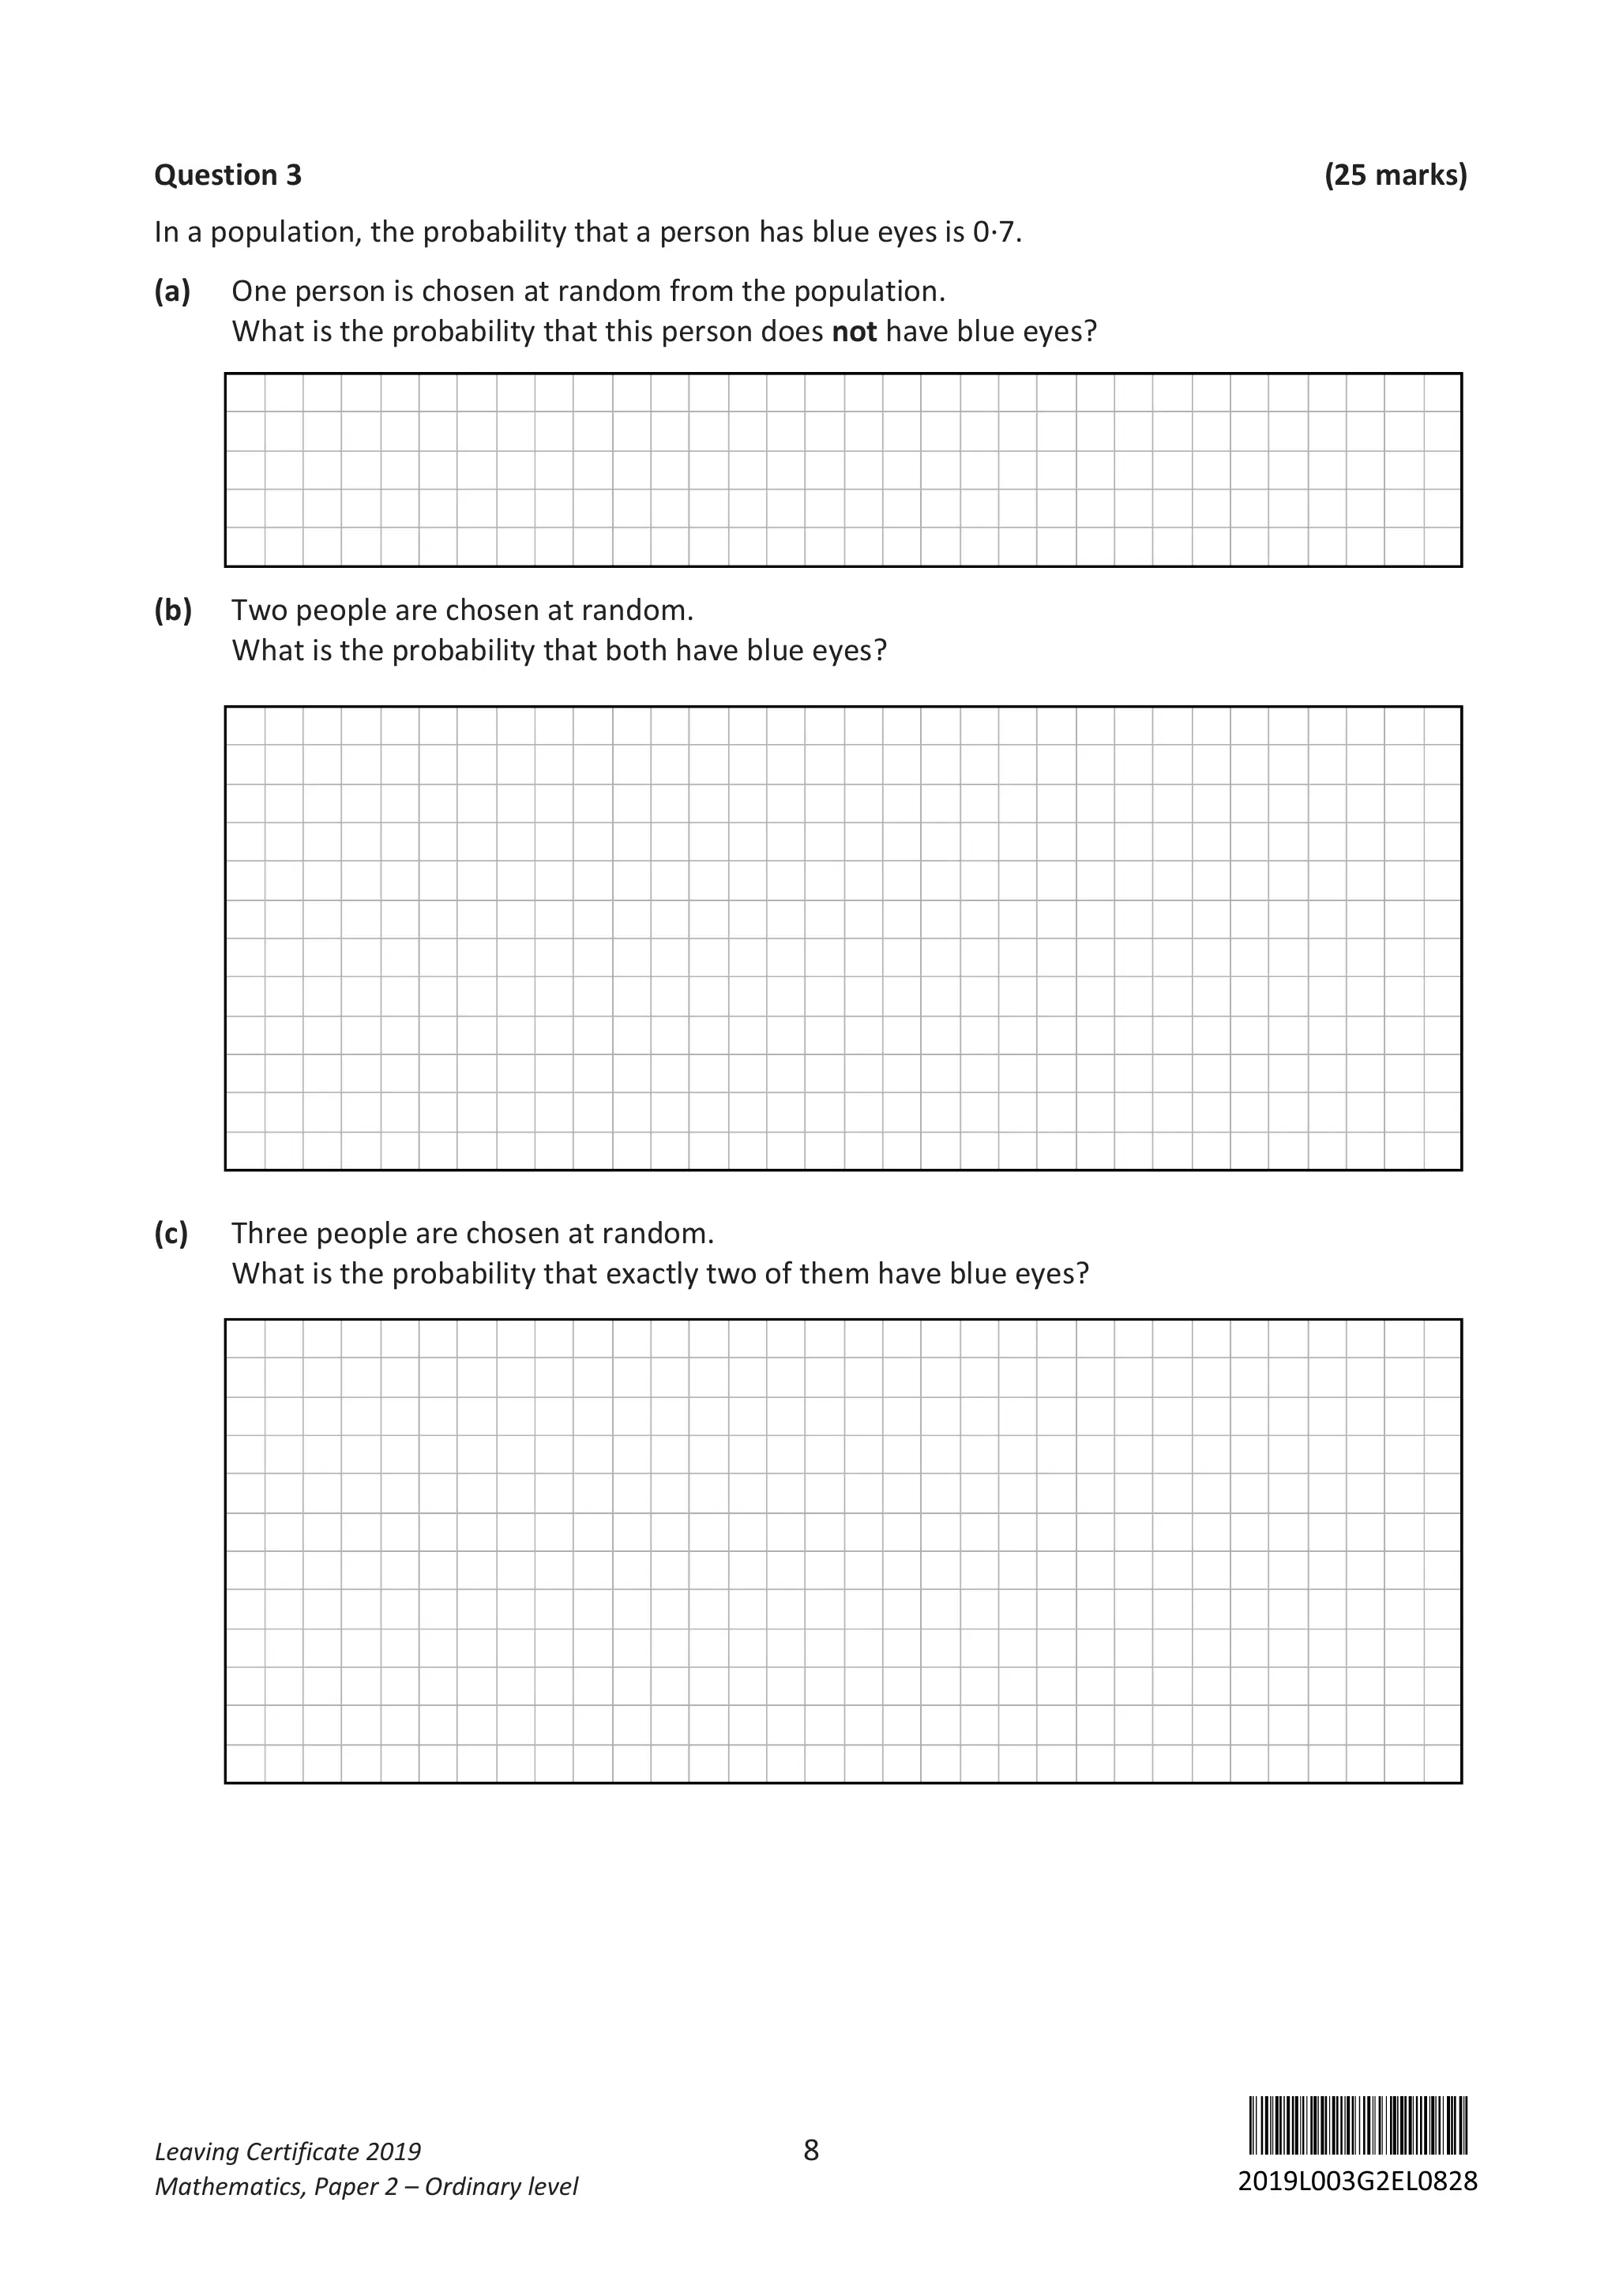 Question 3 (25 marks)
In a population, the probability that a person has blue eyes is 0·7.
(a) One person is chosen at random from the population.
What is the probability that this person does not have blue eyes?
(b) Two people are chosen at random.
What is the probability that both have blue eyes?
(c) Three people are chosen at random.
What is the probability that exactly two of them have blue eyes?
Leaving Certificate 2019
Mathematics, Paper 2 – Ordinary level
8
2019L003G2EL0828